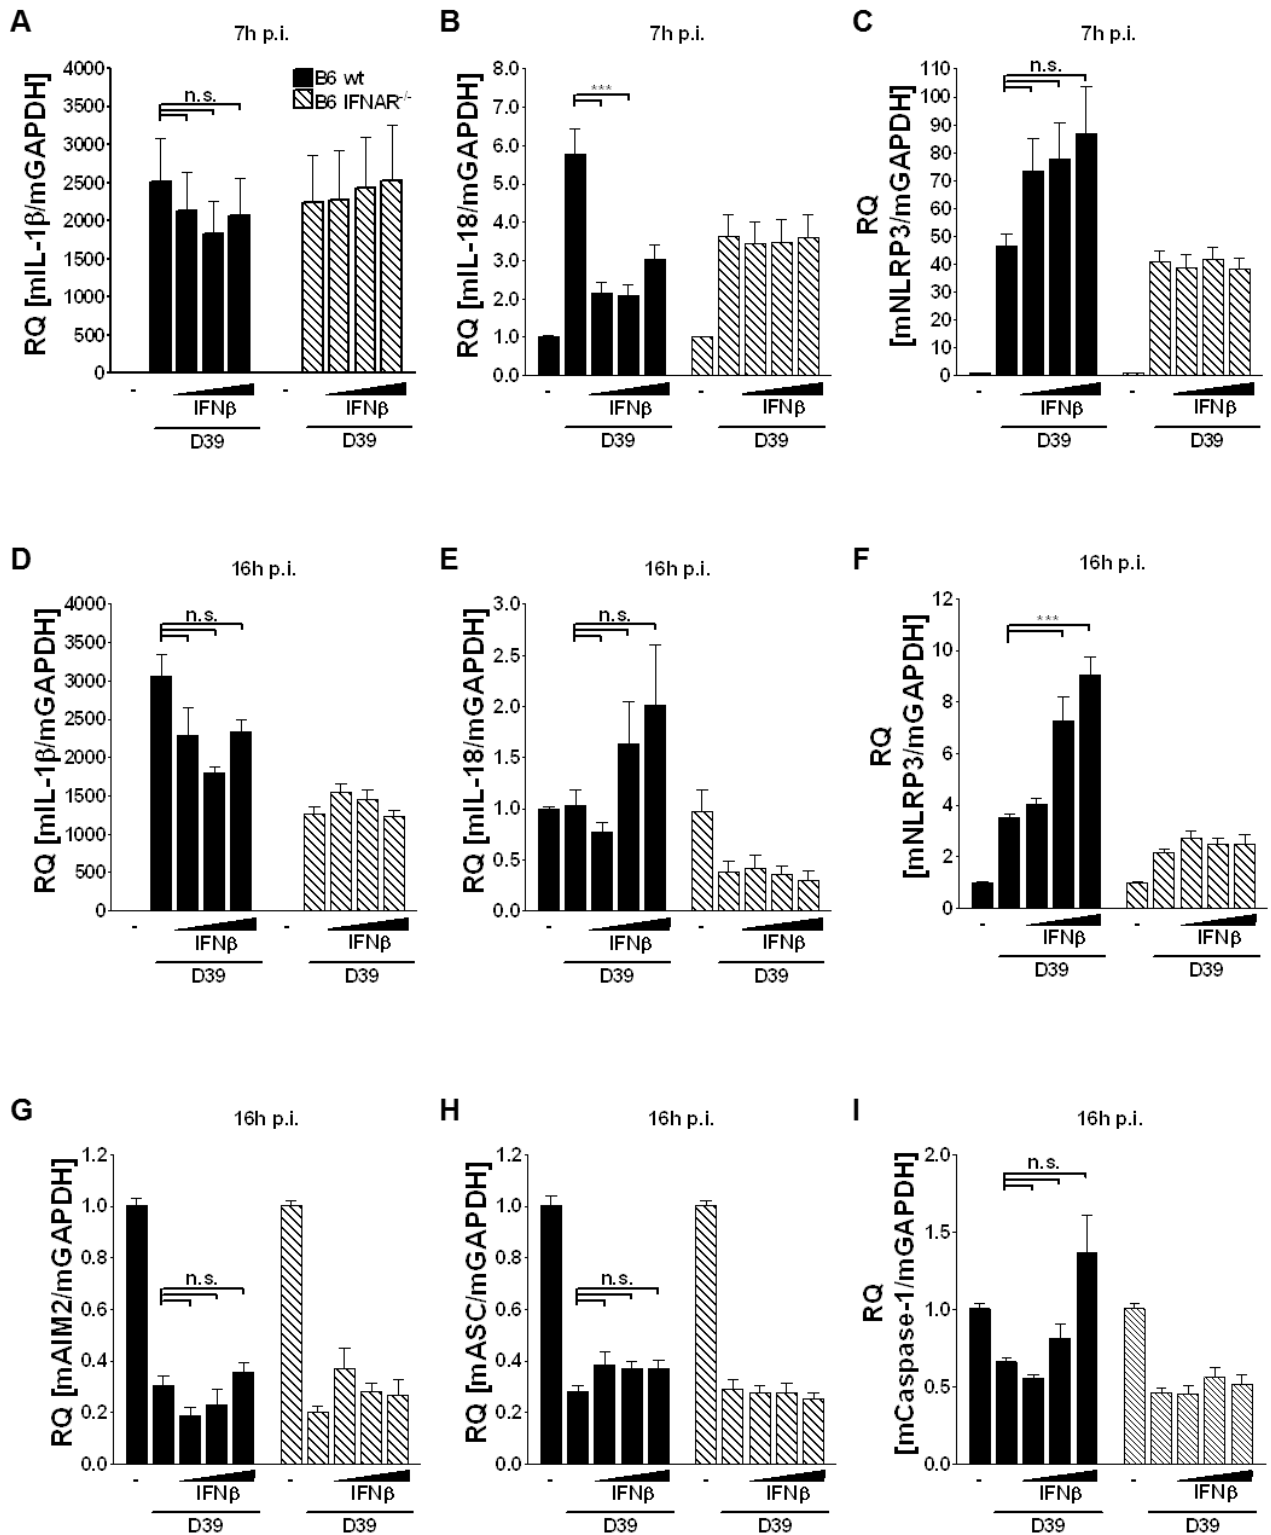 A
7h p.i.
RQ [mIL-1β/mGAPDH]
4000
3500
3000
2500
2000
1500
1000
500
0
n.s.
B6 wt
B6 IFNAR-/-
- IFNβ - IFNβ
D39 D39
B
7h p.i.
RQ [mIL-18/mGAPDH]
8.0
7.0
6.0
5.0
4.0
3.0
2.0
1.0
0.0
***
- IFNβ - IFNβ
D39 D39
C
7h p.i.
RQ
[mNLRP3/mGAPDH]
110
100
90
80
70
60
50
40
30
20
10
0
n.s.
- IFNβ - IFNβ
D39 D39
D
16h p.i.
RQ [mIL-1β/mGAPDH]
4000
3500
3000
2500
2000
1500
1000
500
0
n.s.
- IFNβ - IFNβ
D39 D39
E
16h p.i.
RQ [mIL-18/mGAPDH]
3.0
2.5
2.0
1.5
1.0
0.5
0.0
n.s.
- IFNβ - IFNβ
D39 D39
F
16h p.i.
RQ
[mNLRP3/mGAPDH]
12
10
8
6
4
2
0
***
- IFNβ - IFNβ
D39 D39
G
16h p.i.
RQ [mAIM2/mGAPDH]
1.2
1.0
0.8
0.6
0.4
0.2
0.0
n.s.
- IFNβ - IFNβ
D39 D39
H
16h p.i.
RQ [mASC/mGAPDH]
1.2
1.0
0.8
0.6
0.4
0.2
0.0
n.s.
- IFNβ - IFNβ
D39 D39
I
16h p.i.
RQ
[mCaspase-1/mGAPDH]
2.0
1.5
1.0
0.5
0.0
n.s.
- IFNβ - IFNβ
D39 D39